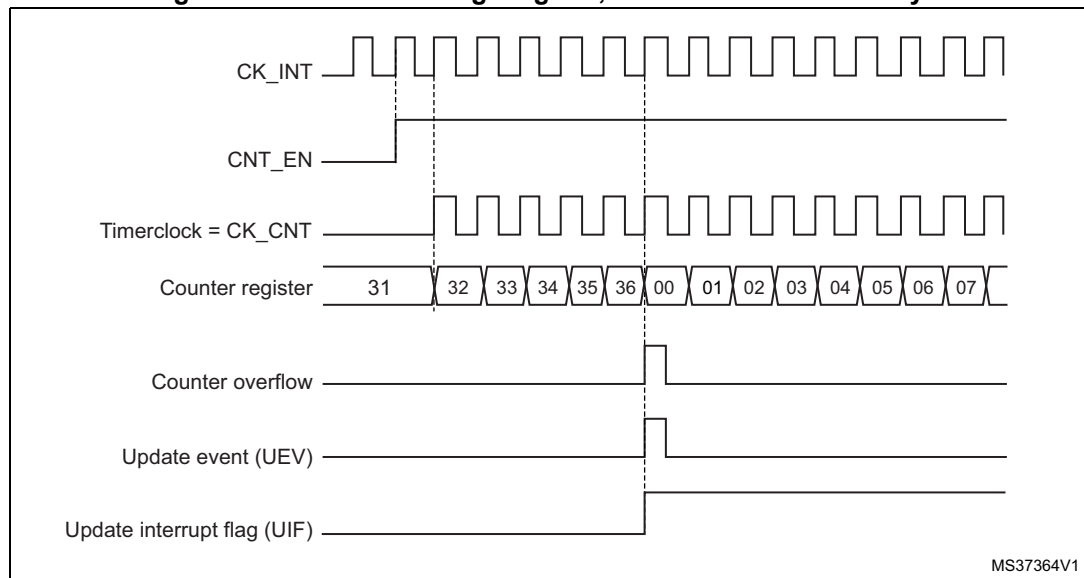 CK_INT
CNT_EN
Timerclock = CK_CNT
Counter register 31 32 33 34 35 36 00 01 02 03 04 05 06 07
Counter overflow
Update event (UEV)
Update interrupt flag (UIF)
MS37364V1